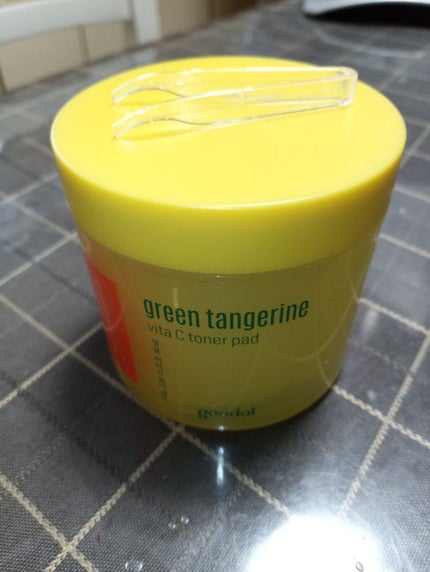 green tangerine
vita C toner pad
goodal